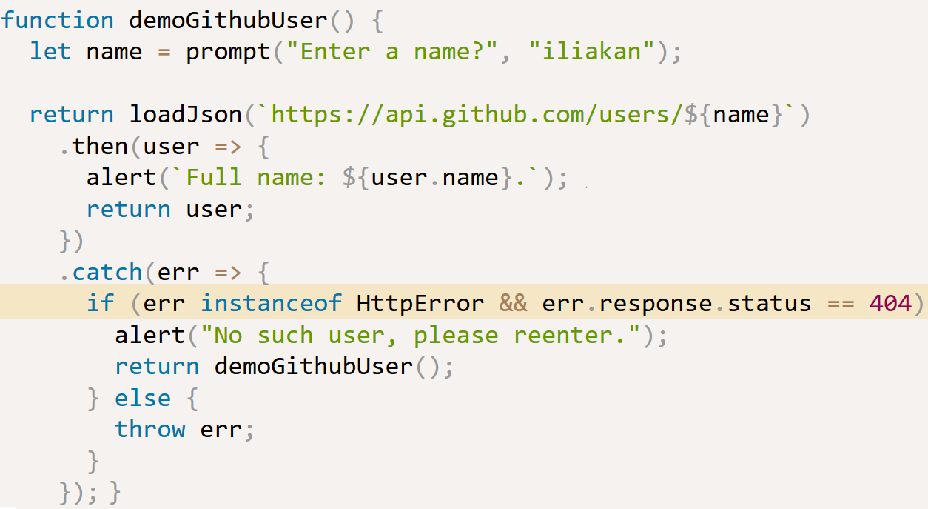 function demoGithubUser() {
  let name = prompt("Enter a name?", "iliakan");

  return loadJson(`https://api.github.com/users/${name}`)
    .then(user => {
      alert(`Full name: ${user.name}.`);
      return user;
    })
    .catch(err => {
      if (err instanceof HttpError && err.response.status == 404)
        alert("No such user, please reenter.");
        return demoGithubUser();
      } else {
        throw err;
      }
    }); }